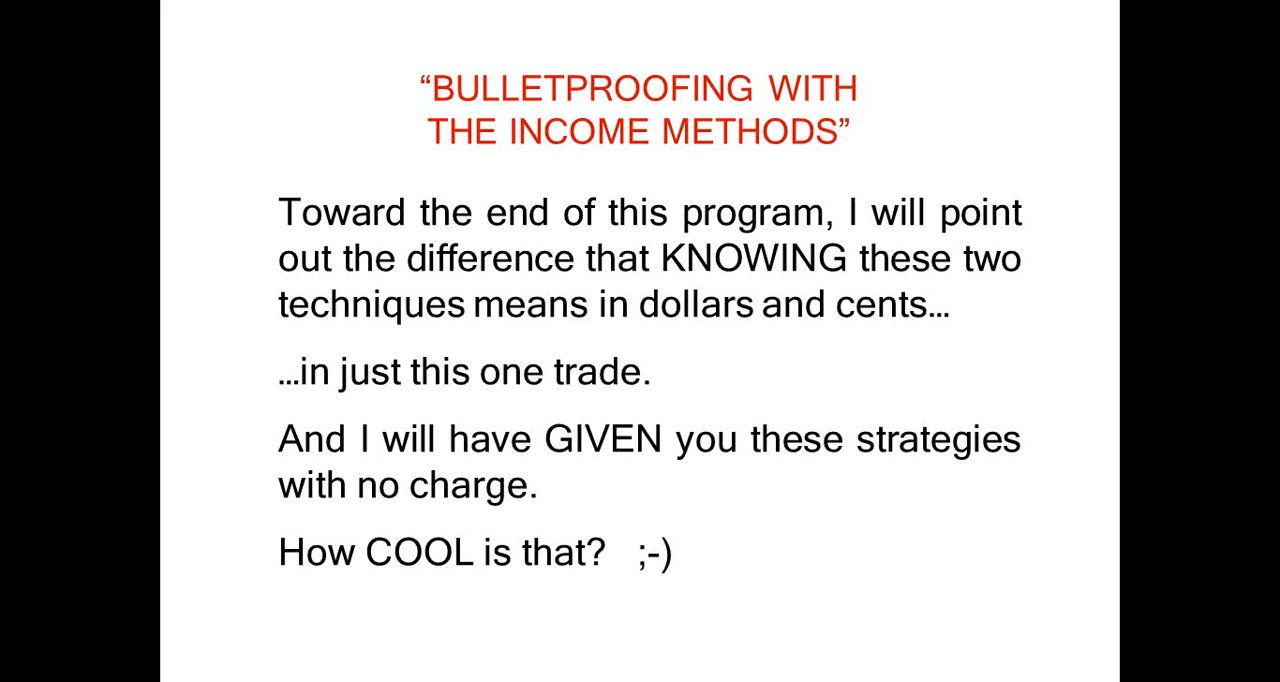 “BULLETPROOFING WITH
THE INCOME METHODS”
Toward the end of this program, I will point
out the difference that KNOWING these two
techniques means in dollars and cents...
...in just this one trade.
And I will have GIVEN you these strategies
with no charge.
How COOL is that? ;-)